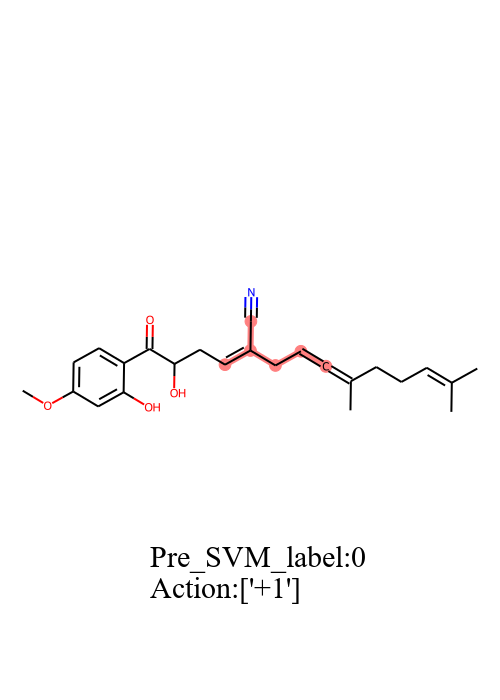 N
O
C
OH
O
OH
Pre_SVM_label:0
Action:['+1']